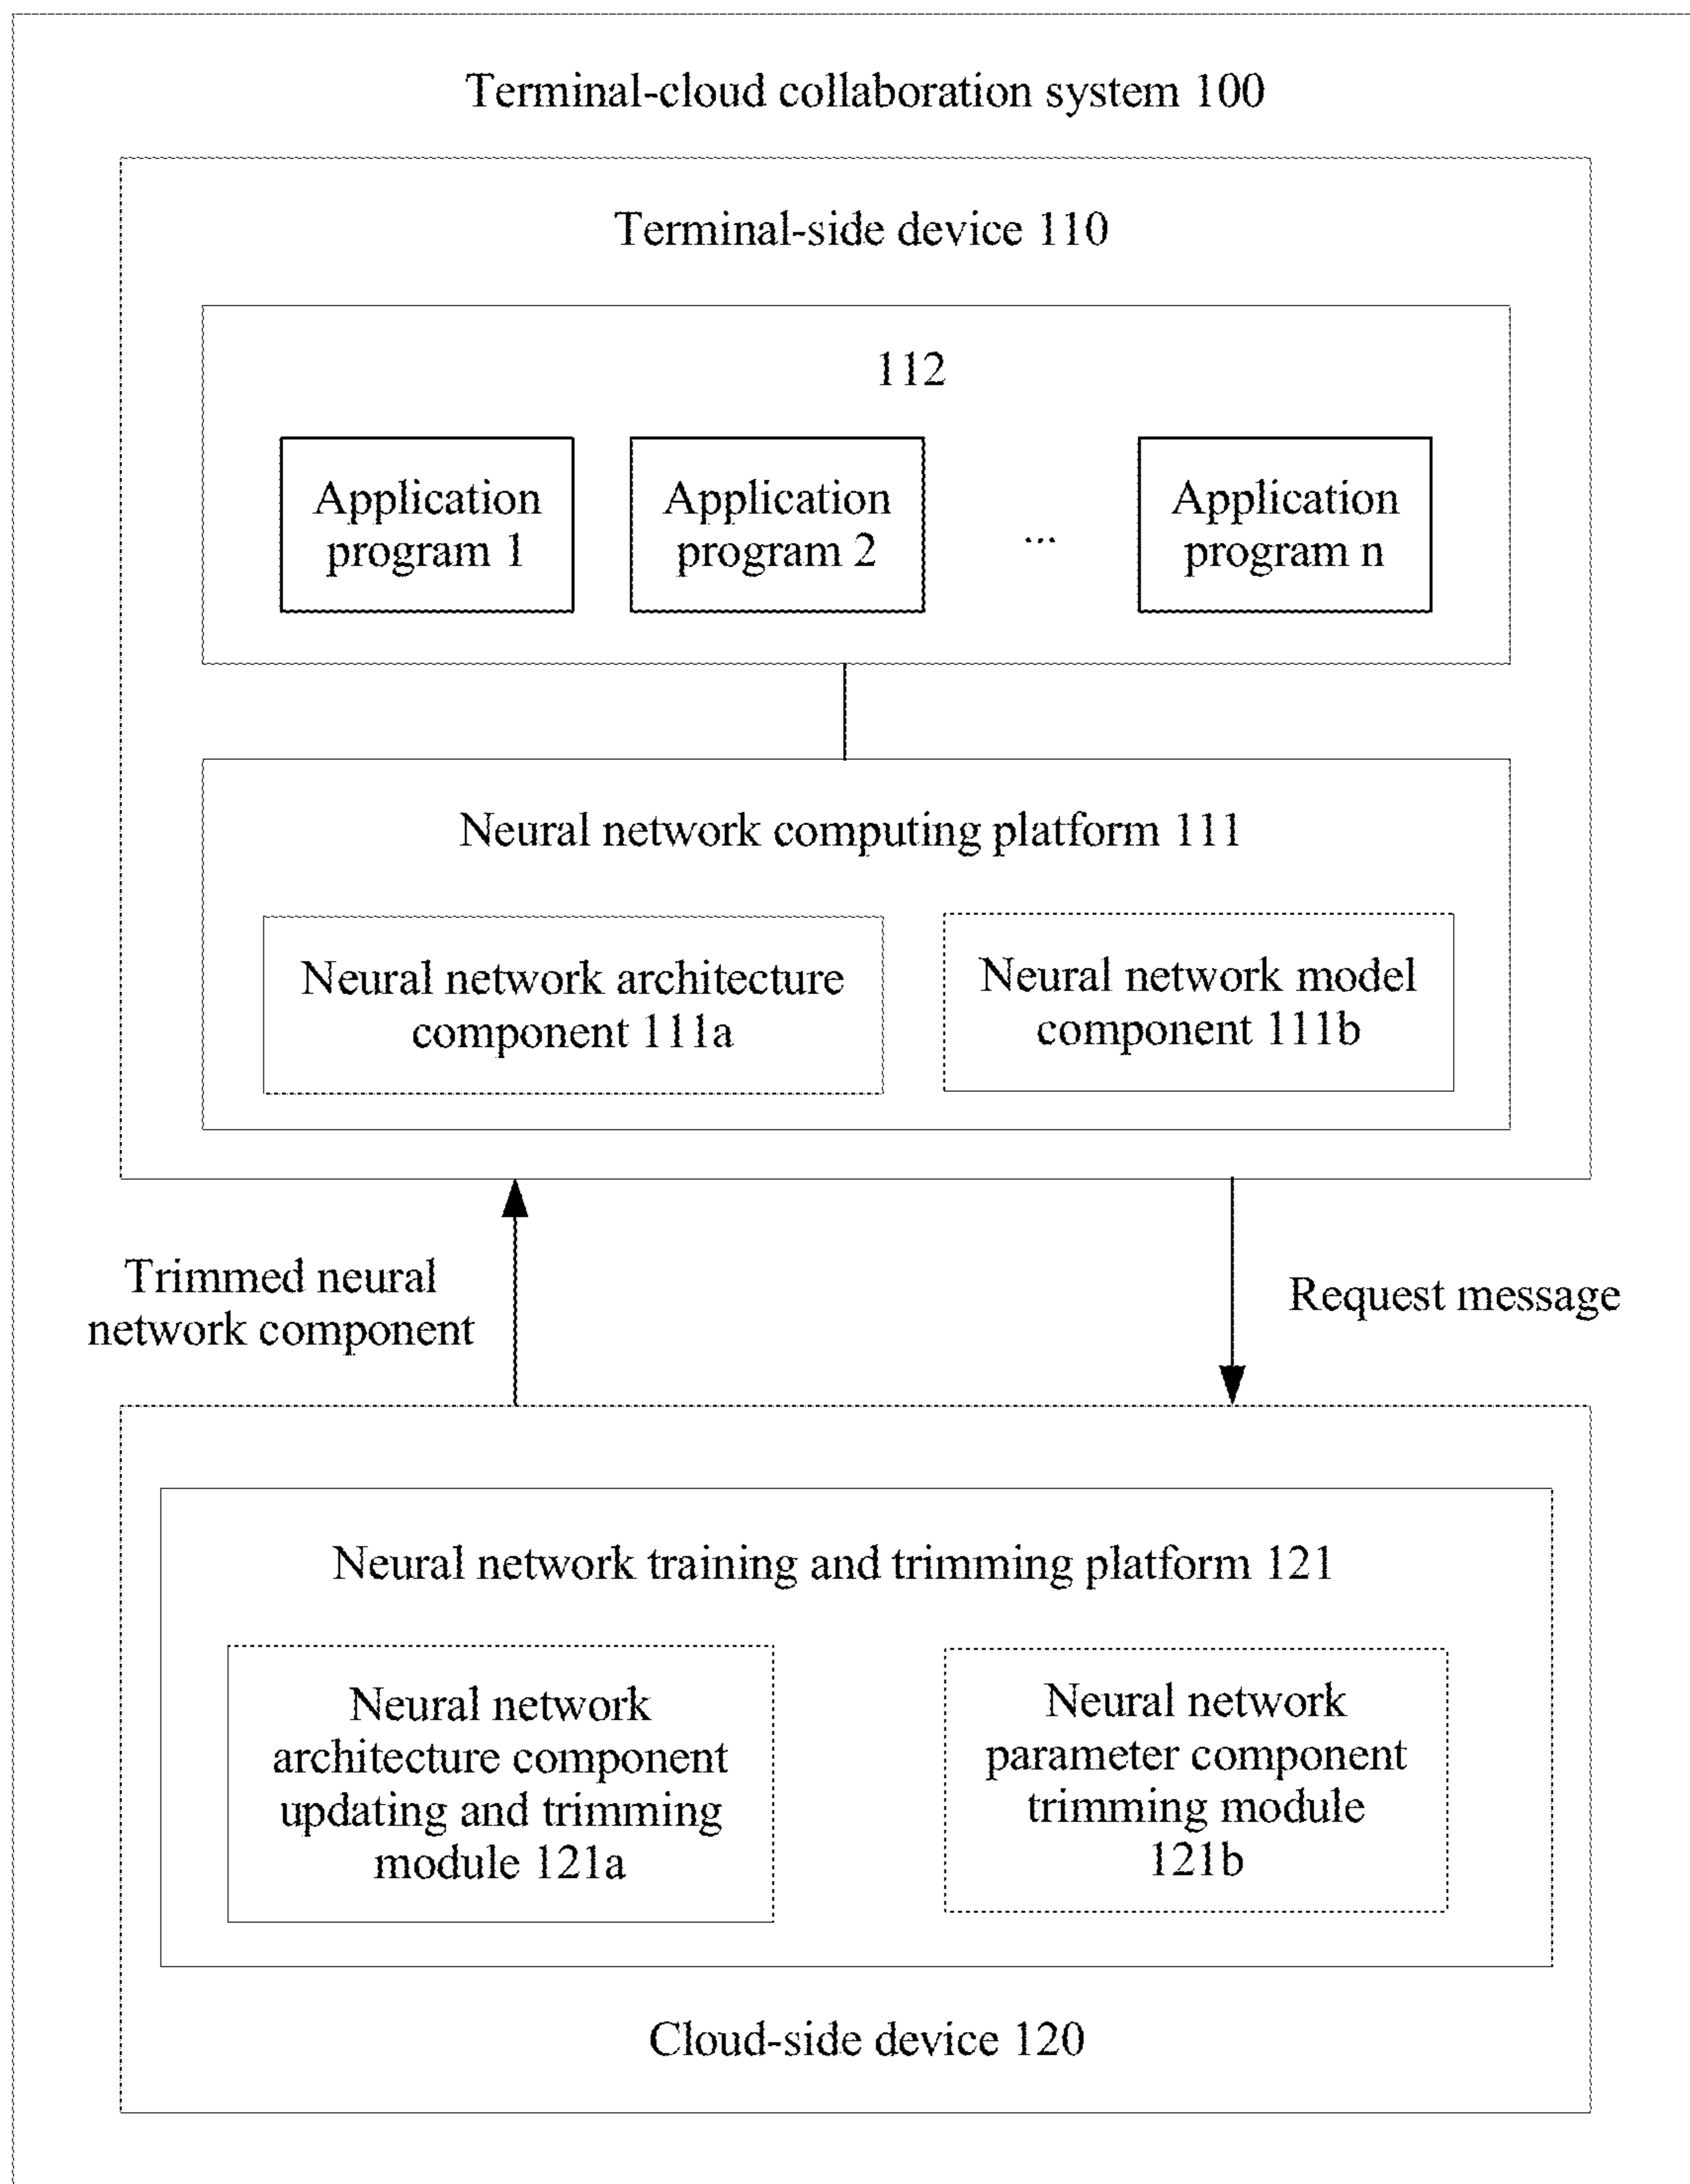 Terminal-cloud collaboration system 100
Terminal-side device 110
112
Application
program 1
Application
program 2
...
Application
program n
Neural network computing platform 111
Neural network architecture
component 111a
Neural network model
component 111b
Trimmed neural
network component
Request message
Neural network training and trimming platform 121
Neural network
architecture component
updating and trimming
module 121a
Neural network
parameter component
trimming module
121b
Cloud-side device 120